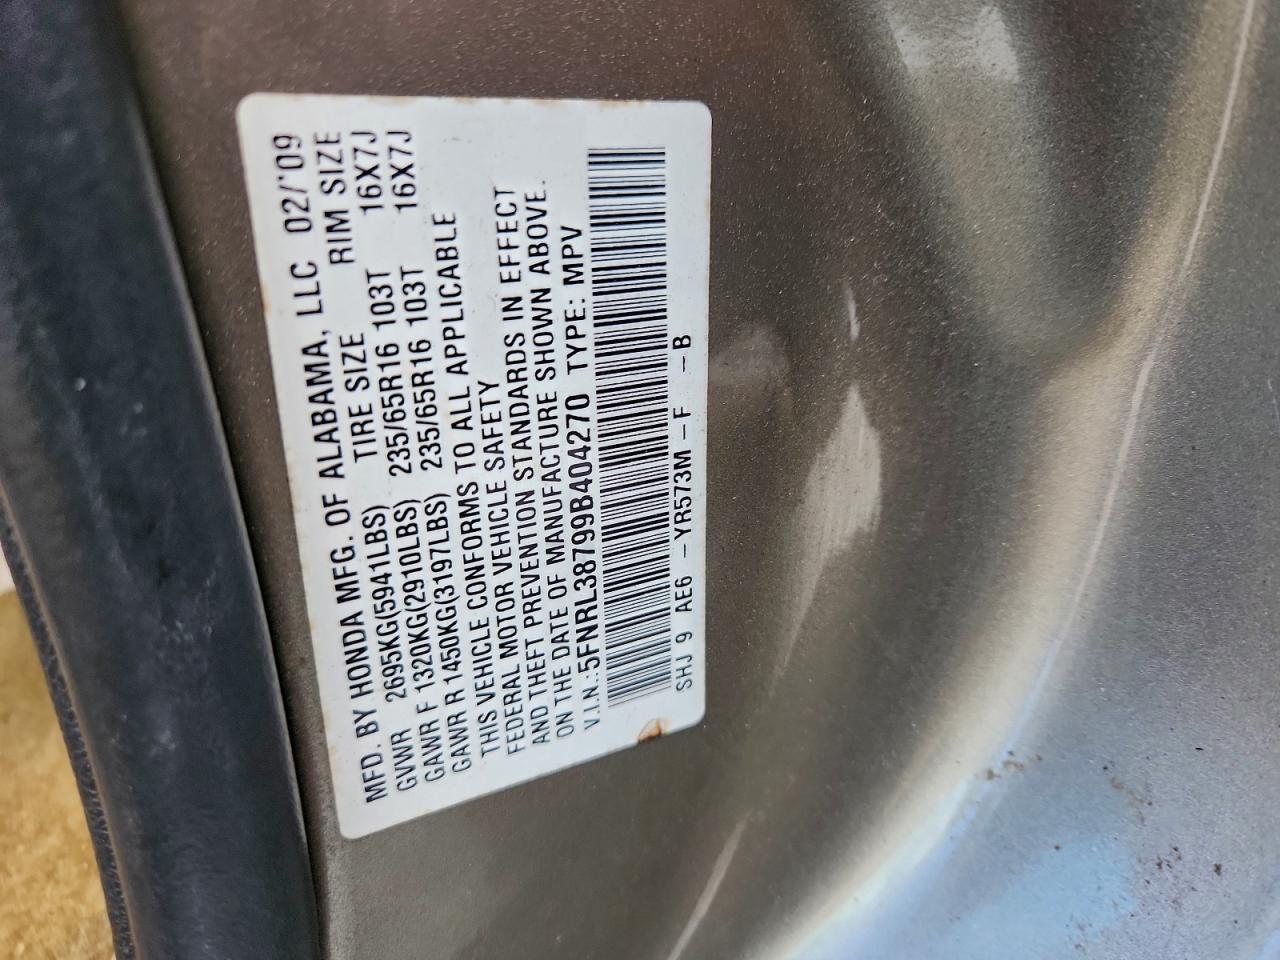 MFD. BY HONDA MFG. OF ALABAMA, LLC 02/'09
GVWR 2695KG(5941LBS) TIRE SIZE RIM SIZE
GAWR F 1320KG(2910LBS) 235/65R16 103T 16X7J
GAWR R 1450KG(3197LBS) 235/65R16 103T 16X7J
THIS VEHICLE CONFORMS TO ALL APPLICABLE
FEDERAL MOTOR VEHICLE SAFETY
AND THEFT PREVENTION STANDARDS IN EFFECT
ON THE DATE OF MANUFACTURE SHOWN ABOVE.
V.I.N.:5FNRL38799B404270 TYPE: MPV
SHJ 9 AE6 -YR573M-F -B